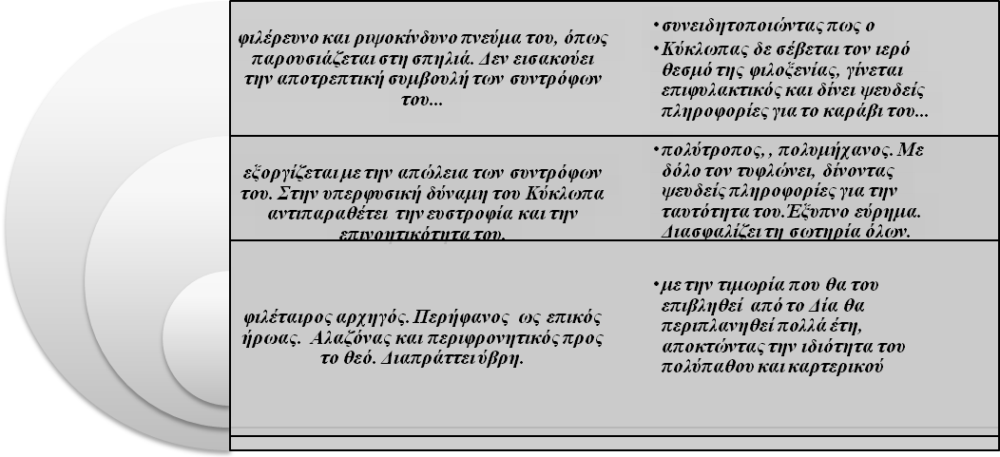 φιλέρευνο και ριψοκίνδυνο πνεύμα του, όπως
παρουσιάζεται στη σπηλιά. Δεν εισακούει
την αποτρεπτική συμβουλή των συντρόφων
του...
• συνειδητοποιώντας πως ο
• Κύκλωπας δε σέβεται τον ιερό
θεσμό της φιλοξενίας, γίνεται
επιφυλακτικός και δίνει ψευδείς
πληροφορίες για το καράβι του...
εξοργίζεται με την απώλεια των συντρόφων
του. Στην υπερφυσική δύναμη του Κύκλωπα
αντιπαραθέτει την ευστροφία και την
επινοητικότητα του.
• πολύτροπος, , πολυμήχανος. Με
δόλο τον τυφλώνει, δίνοντας
ψευδείς πληροφορίες για την
ταυτότητα του. Έξυπνο εύρημα.
Διασφαλίζει τη σωτηρία όλων.
φιλέταιρος αρχηγός. Περήφανος ως επικός
ήρωας. Αλαζόνας και περιφρονητικός προς
το θεό. Διαπράττει ύβρη.
• με την τιμωρία που θα του
επιβληθεί από το Δία θα
περιπλανηθεί πολλά έτη,
αποκτώντας την ιδιότητα του
πολύπαθου και καρτερικού